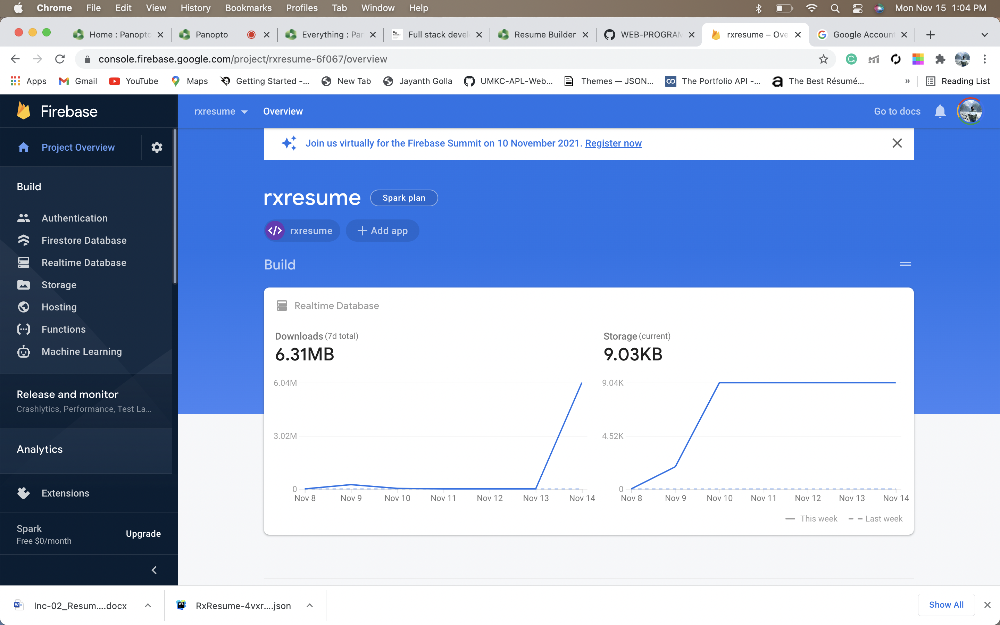 Chrome File Edit View History Bookmarks Profiles Tab Window Help Mon Nov 15 1:04 PM
Home : Panopto Panopto Everything : Pan Full stack devel Resume Builder WEB-PROGRAM rxresume – Ove Google Account
console.firebase.google.com/project/rxresume-6f067/overview
Apps Gmail YouTube Maps Getting Started -... New Tab Jayanth Golla UMKC-APL-Web... Themes — JSON... The Portfolio API -... The Best Résumé... » Reading List
Firebase
rxresume Overview Go to docs
Project Overview
Join us virtually for the Firebase Summit on 10 November 2021. Register now
Build
Authentication
Firestore Database
Realtime Database
Storage
Hosting
Functions
Machine Learning
Release and monitor
Crashlytics, Performance, Test La...
Analytics
Extensions
Spark
Free $0/month
Upgrade
rxresume Spark plan
rxresume Add app
Build
Realtime Database
Downloads (7d total)
6.31MB
6.04M
3.02M
0
Nov 8 Nov 9 Nov 10 Nov 11 Nov 12 Nov 13 Nov 14
Storage (current)
9.03KB
9.04K
4.52K
0
Nov 8 Nov 9 Nov 10 Nov 11 Nov 12 Nov 13 Nov 14
This week Last week
Inc-02_Resum....docx RxResume-4vxr....json Show All